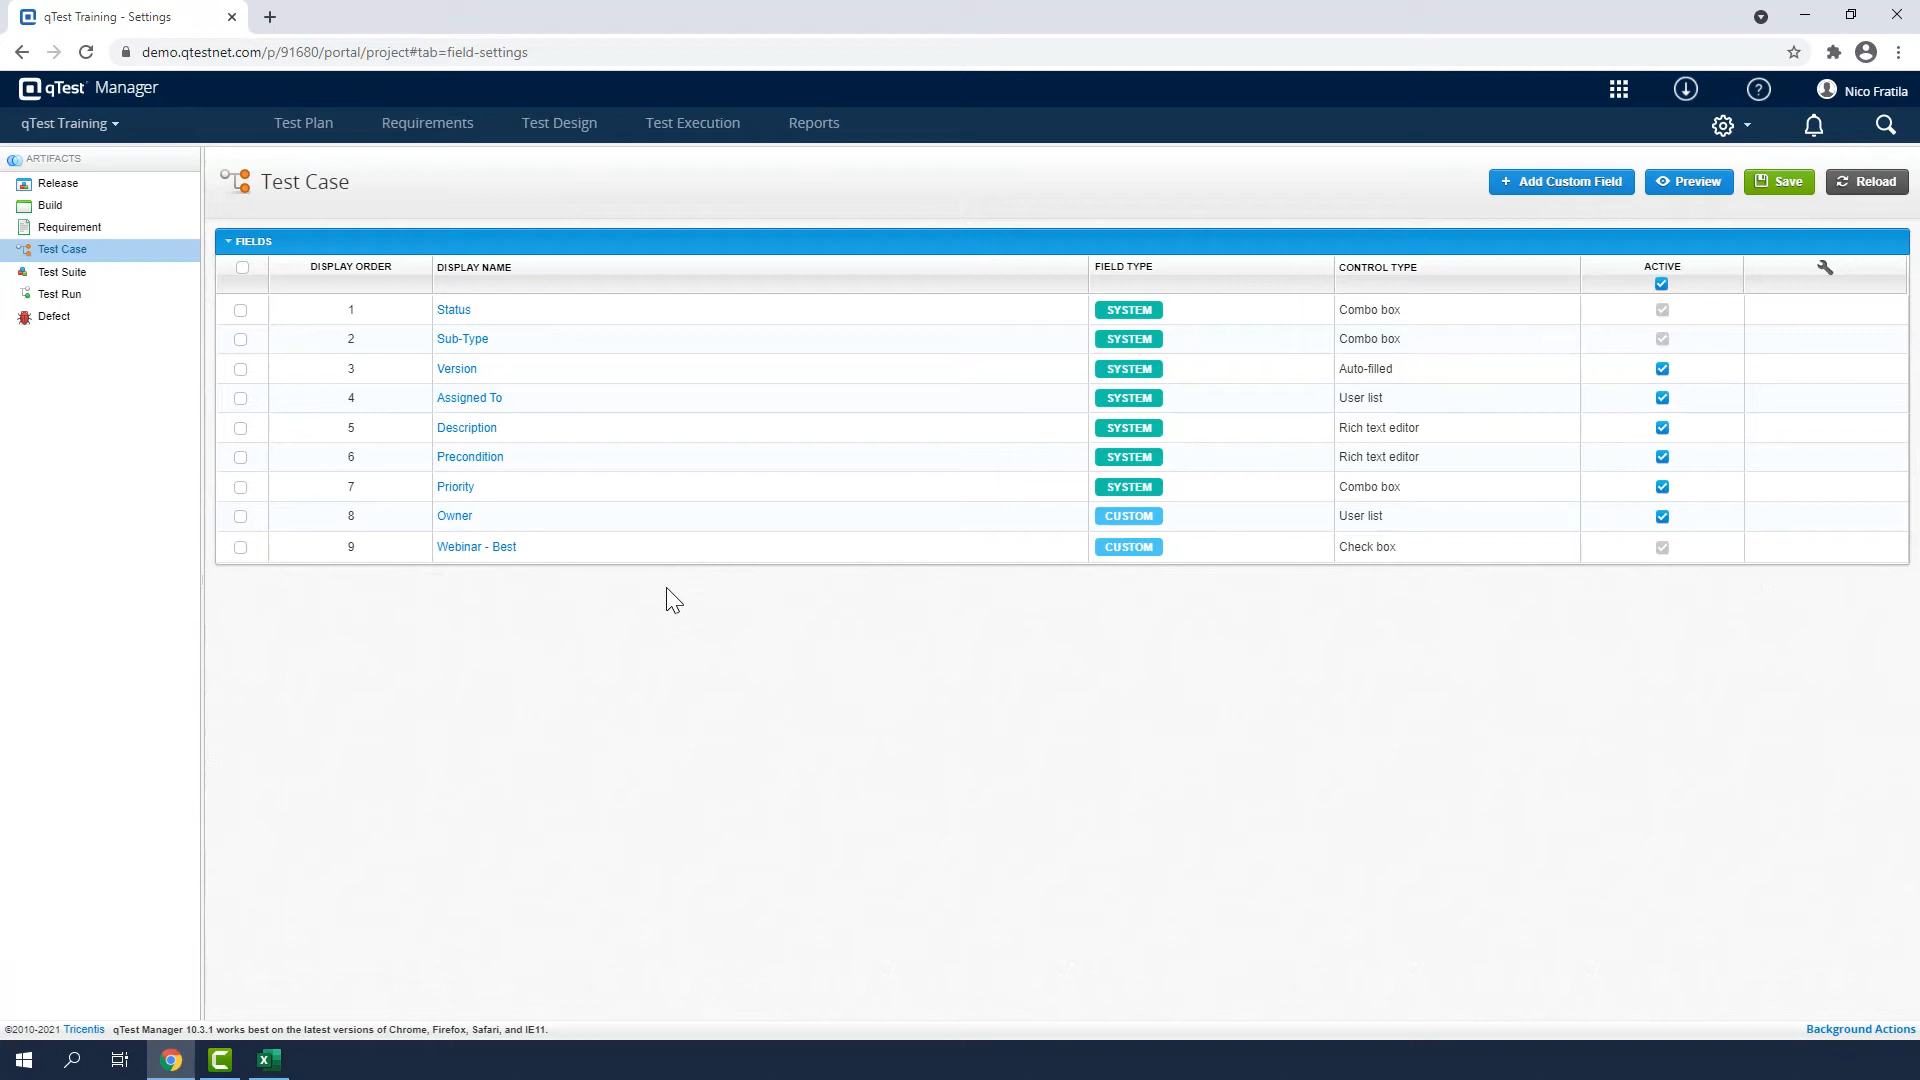 qTest Training - Settings
demo.qtestnet.com/p/91680/portal/project#tab=field-settings
qTest Manager
Nico Fratila
qTest Training
Test Plan
Requirements
Test Design
Test Execution
Reports
ARTIFACTS
Release
Build
Requirement
Test Case
Test Suite
Test Run
Defect
Test Case
+ Add Custom Field
Preview
Save
Reload
FIELDS
DISPLAY ORDER DISPLAY NAME FIELD TYPE CONTROL TYPE ACTIVE
1 Status SYSTEM Combo box
2 Sub-Type SYSTEM Combo box
3 Version SYSTEM Auto-filled
4 Assigned To SYSTEM User list
5 Description SYSTEM Rich text editor
6 Precondition SYSTEM Rich text editor
7 Priority SYSTEM Combo box
8 Owner CUSTOM User list
9 Webinar - Best CUSTOM Check box
©2010-2021 Tricentis qTest Manager 10.3.1 works best on the latest versions of Chrome, Firefox, Safari, and IE11.
Background Actions